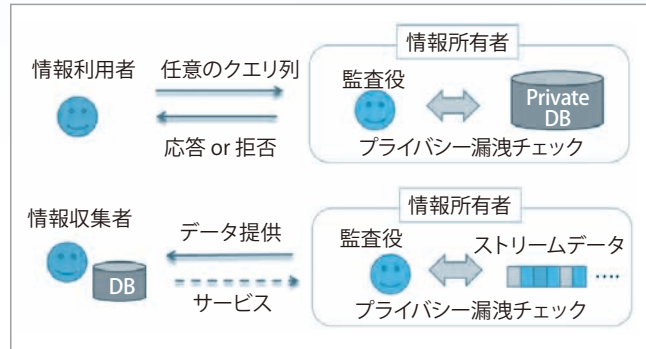 情報所有者
情報利用者
任意のクエリ列
監査役
Private
DB
応答 or 拒否
プライバシー漏洩チェック
情報所有者
情報収集者
データ提供
監査役
ストリームデータ
DB
サービス
‥‥
プライバシー漏洩チェック